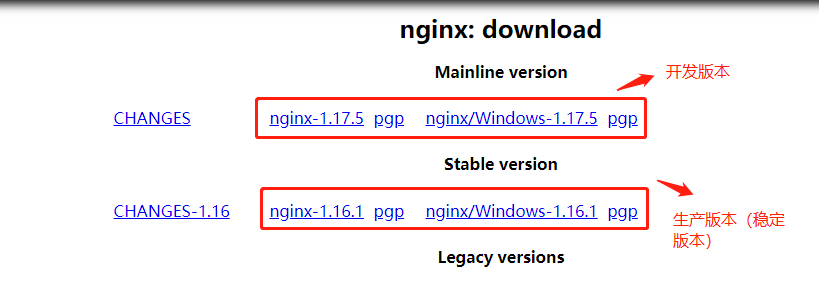 nginx: download
Mainline version
开发版本
CHANGES nginx-1.17.5 pgp nginx/Windows-1.17.5 pgp
Stable version
CHANGES-1.16 nginx-1.16.1 pgp nginx/Windows-1.16.1 pgp
生产版本（稳定
版本）
Legacy versions